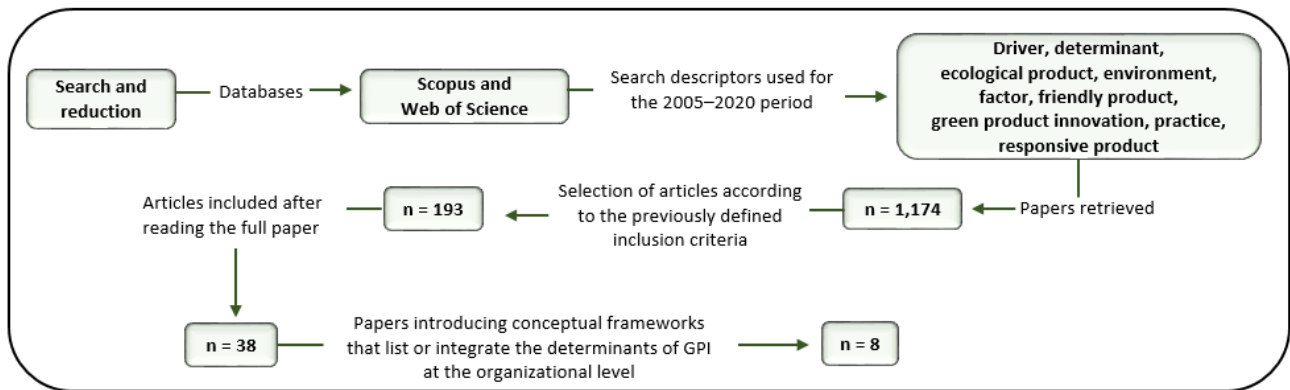 Search and
reduction
Databases
Scopus and
Web of Science
Search descriptors used for
the 2005–2020 period
Driver, determinant,
ecological product, environment,
factor, friendly product,
green product innovation, practice,
responsive product
Papers retrieved
n = 1,174
Selection of articles according
to the previously defined
inclusion criteria
n = 193
Articles included after
reading the full paper
n = 38
Papers introducing conceptual frameworks
that list or integrate the determinants of GPI
at the organizational level
n = 8